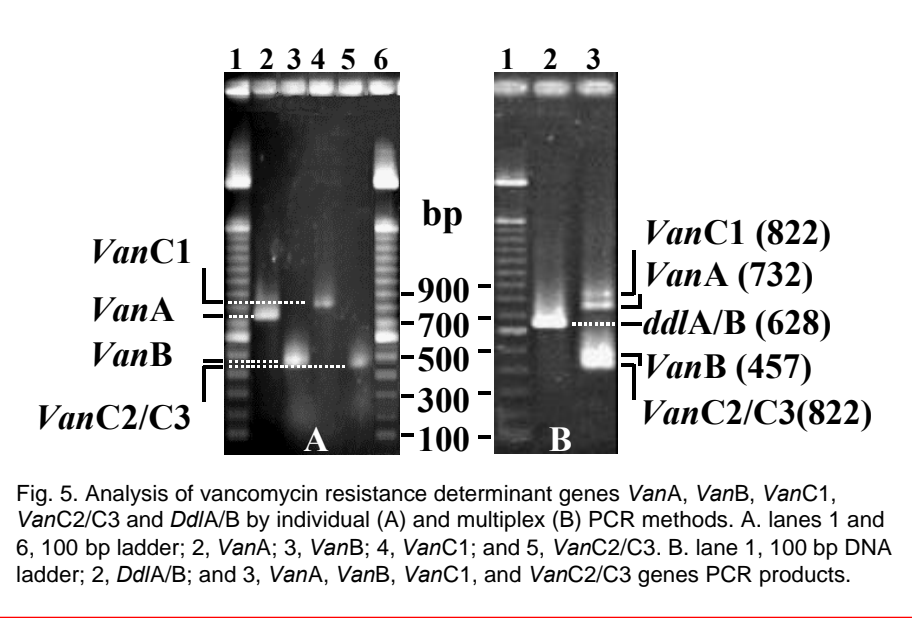 1 2 3 4 5 6
1 2 3
bp
VanC1
VanA
VanB
VanC2/C3
900
700
500
300
100
VanC1 (822)
VanA (732)
ddlA/B (628)
VanB (457)
VanC2/C3(822)
A
B
Fig. 5. Analysis of vancomycin resistance determinant genes VanA, VanB, VanC1,
VanC2/C3 and DdlA/B by individual (A) and multiplex (B) PCR methods. A. lanes 1 and
6, 100 bp ladder; 2, VanA; 3, VanB; 4, VanC1; and 5, VanC2/C3. B. lane 1, 100 bp DNA
ladder; 2, DdlA/B; and 3, VanA, VanB, VanC1, and VanC2/C3 genes PCR products.